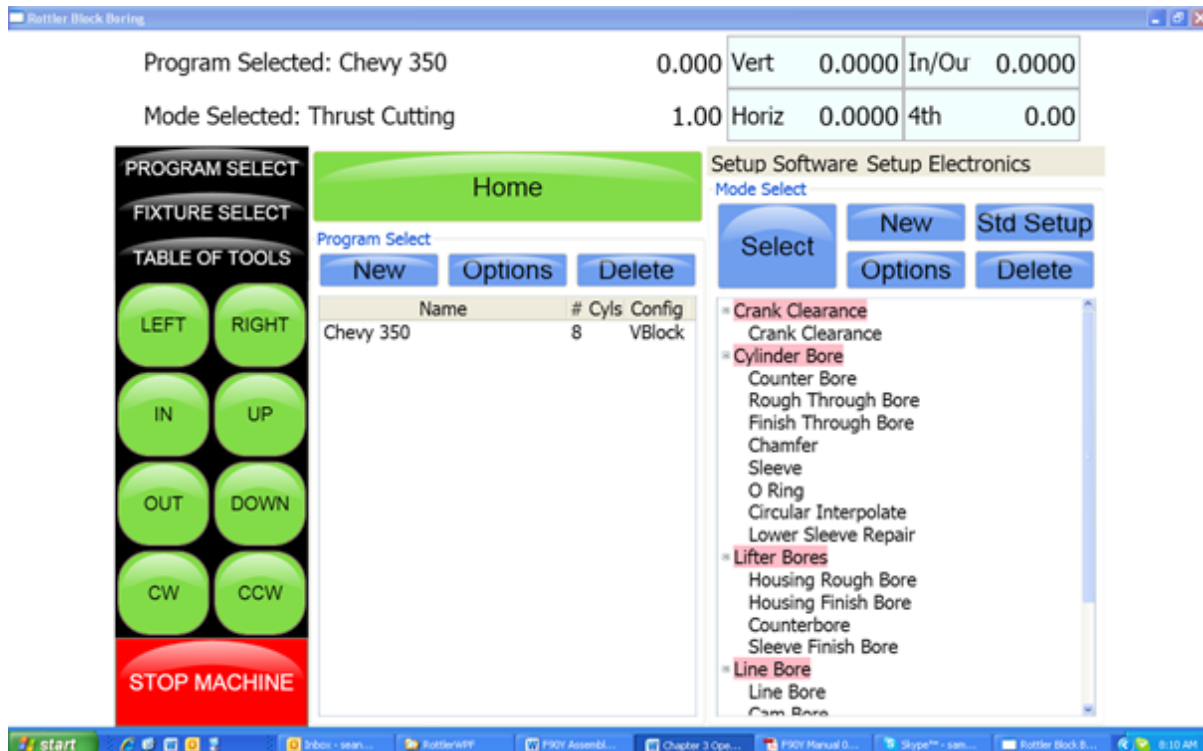 Rottler Block Boring
Program Selected: Chevy 350
0.000 Vert 0.0000 In/Ou 0.0000
Mode Selected: Thrust Cutting
1.00 Horiz 0.0000 4th 0.00
PROGRAM SELECT
FIXTURE SELECT
TABLE OF TOOLS
LEFT RIGHT
IN UP
OUT DOWN
CW CCW
STOP MACHINE
Home
Program Select
New Options Delete
Name # Cyls Config
Chevy 350 8 VBlock
Setup Software Setup Electronics
Mode Select
Select New Std Setup
Options Delete
Crank Clearance
Crank Clearance
Cylinder Bore
Counter Bore
Rough Through Bore
Finish Through Bore
Chamfer
Sleeve
O Ring
Circular Interpolate
Lower Sleeve Repair
Lifter Bores
Housing Rough Bore
Housing Finish Bore
Counterbore
Sleeve Finish Bore
Line Bore
Line Bore
Cam Bore
start Inbox - sean... RottlerWPF F90Y Assembl... Chapter 3 Ope... F90Y Manual 0... Skype™ - sam... Rottler Block B... 8:10 AM